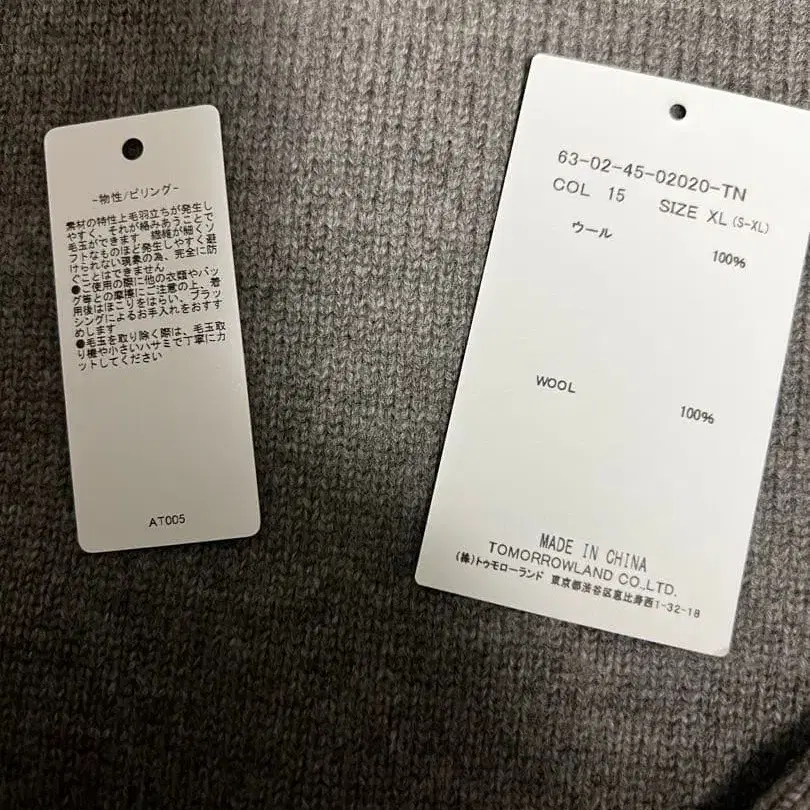 -物性/ピリング-
素材の特性上毛羽立ちが発生し
やすく、それが絡みあうことで
毛玉ができます 繊維が細くソ
フトなものほど発生しやすく避
けられない現象の為、完全に防
ぐことはできません
●ご使用の際に他の衣類やバッ
グ等との摩擦にご注意の上、着
用後はほこりをはらい、ブラッ
シングによるお手入れをおすす
めします
●毛玉を取り除く際は、毛玉取
り機や小さいハサミで丁寧にカ
ットしてください
AT005
63-02-45-02020-TN
COL 15 SIZE XL (S-XL)
ウール 100%
WOOL 100%
MADE IN CHINA
TOMORROWLAND CO.,LTD.
(株)トゥモローランド 東京都渋谷区恵比寿西1-32-18